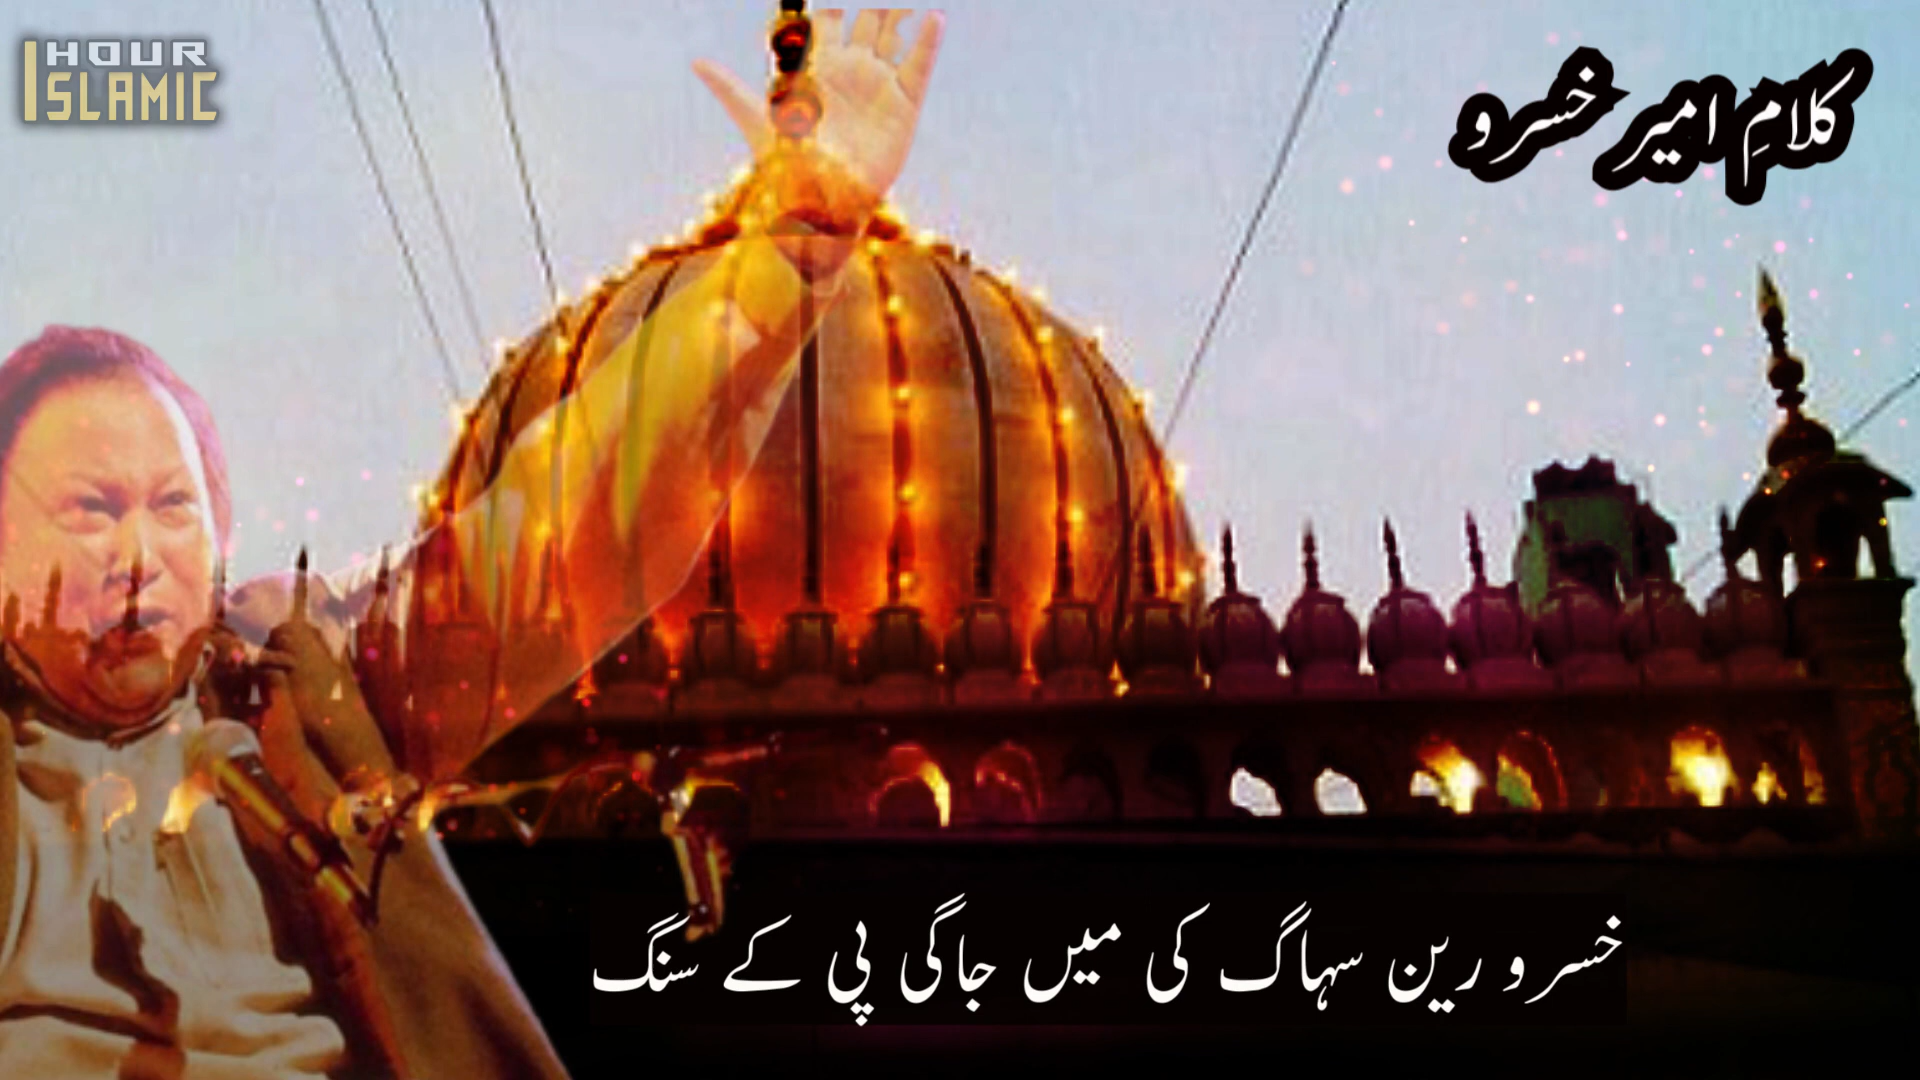 HOUR
ISLAMIC
کلامِ امیر خسرو
خسرو رین سہاگ کی میں جاگی پی کے سنگ